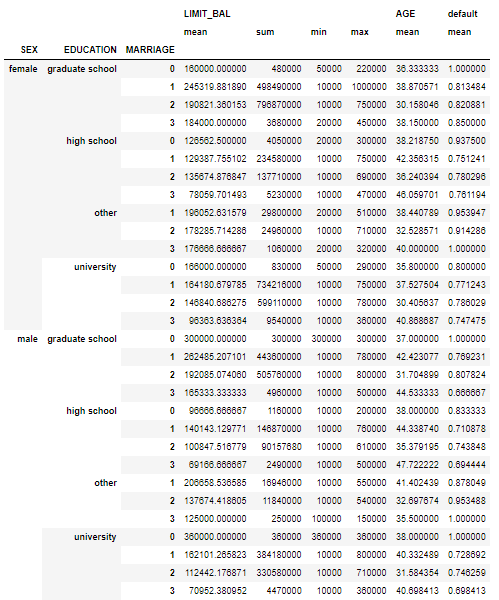 LIMIT_BAL AGE default
mean sum min max mean mean
SEX EDUCATION MARRIAGE
female graduate school 0 160000.000000 480000 50000 220000 36.333333 1.000000
1 245319.881890 498490000 10000 1000000 38.870571 0.813484
2 190821.360153 796870000 10000 750000 30.158046 0.820881
3 184000.000000 3680000 20000 450000 38.150000 0.850000
high school 0 126562.500000 4050000 20000 300000 38.218750 0.937500
1 129387.755102 234580000 10000 750000 42.356315 0.751241
2 135674.876847 137710000 10000 690000 36.240394 0.780296
3 78059.701493 5230000 10000 470000 46.059701 0.761194
other 1 196052.631579 29800000 20000 510000 38.440789 0.953947
2 178285.714286 24960000 10000 710000 32.528571 0.914286
3 176666.666667 1060000 20000 320000 40.000000 1.000000
university 0 166000.000000 830000 50000 290000 35.800000 0.800000
1 164180.679785 734216000 10000 750000 37.527504 0.771243
2 146840.686275 599110000 10000 780000 30.405637 0.786029
3 96363.636364 9540000 10000 360000 40.868687 0.747475
male graduate school 0 300000.000000 300000 300000 300000 37.000000 1.000000
1 262485.207101 443600000 10000 780000 42.423077 0.769231
2 192085.074060 505760000 10000 800000 31.704899 0.807824
3 165333.333333 4960000 10000 500000 44.533333 0.666667
high school 0 96666.666667 1160000 10000 200000 38.000000 0.833333
1 140143.129771 146870000 10000 760000 44.338740 0.710878
2 100847.516779 90157680 10000 610000 35.379195 0.743848
3 69166.666667 2490000 10000 500000 47.722222 0.694444
other 1 206658.536585 16946000 10000 550000 41.402439 0.878049
2 137674.418605 11840000 10000 540000 32.697674 0.953488
3 125000.000000 250000 100000 150000 35.500000 1.000000
university 0 360000.000000 360000 360000 360000 38.000000 1.000000
1 162101.265823 384180000 10000 800000 40.332489 0.728692
2 112442.176871 330580000 10000 710000 31.584354 0.746259
3 70952.380952 4470000 10000 360000 40.698413 0.698413